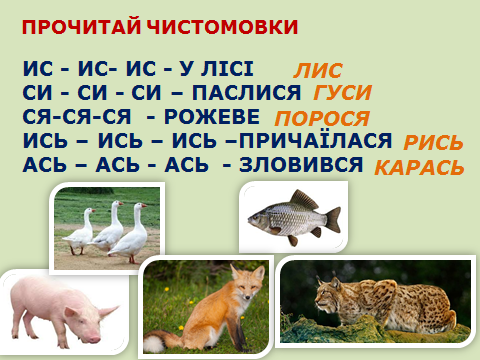 ПРОЧИТАЙ ЧИСТОМОВКИ
ИС - ИС- ИС - У ЛІСІ ЛИС
СИ - СИ - СИ – ПАСЛИСЯ ГУСИ
СЯ-СЯ-СЯ - РОЖЕВЕ ПОРОСЯ
ИСЬ – ИСЬ – ИСЬ –ПРИЧАЇЛАСЯ РИСЬ
АСЬ – АСЬ - АСЬ - ЗЛОВИВСЯ КАРАСЬ